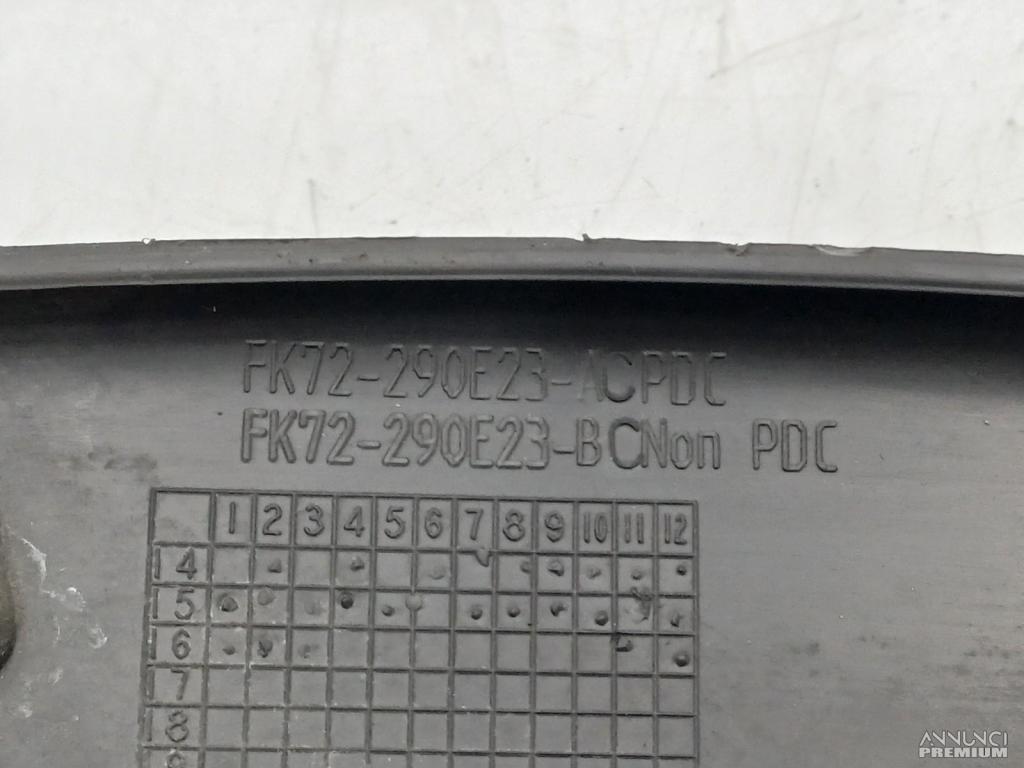 FK72-290E23-ACPDC
FK72-290E23-BCNon PDC
1 2 3 4 5 6 7 8 9 10 11 12
14
15
16
17
18
ANNUNCI
PREMIUM